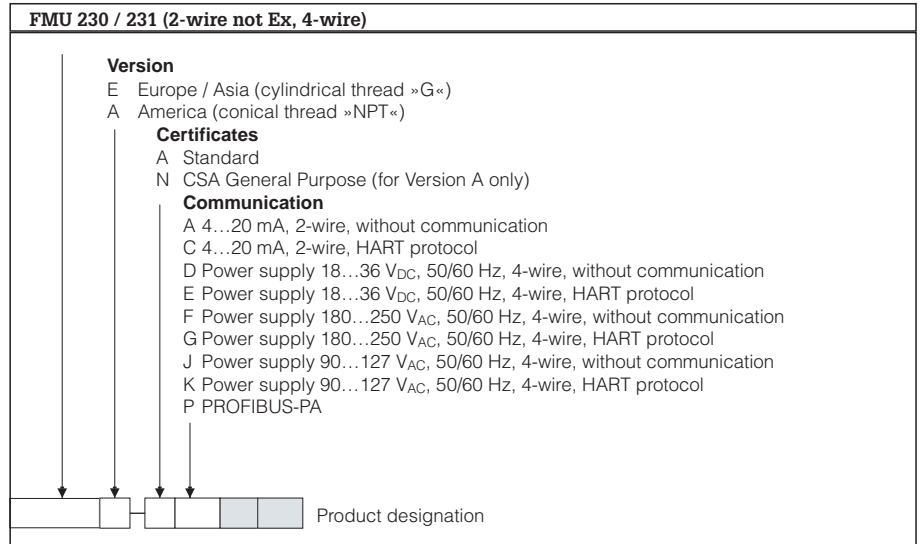 FMU 230 / 231 (2-wire not Ex, 4-wire)
Version
E Europe / Asia (cylindrical thread »G«)
A America (conical thread »NPT«)
Certificates
A Standard
N CSA General Purpose (for Version A only)
Communication
A 4…20 mA, 2-wire, without communication
C 4…20 mA, 2-wire, HART protocol
D Power supply 18…36 VDC, 50/60 Hz, 4-wire, without communication
E Power supply 18…36 VDC, 50/60 Hz, 4-wire, HART protocol
F Power supply 180…250 VAC, 50/60 Hz, 4-wire, without communication
G Power supply 180…250 VAC, 50/60 Hz, 4-wire, HART protocol
J Power supply 90…127 VAC, 50/60 Hz, 4-wire, without communication
K Power supply 90…127 VAC, 50/60 Hz, 4-wire, HART protocol
P PROFIBUS-PA
Product designation